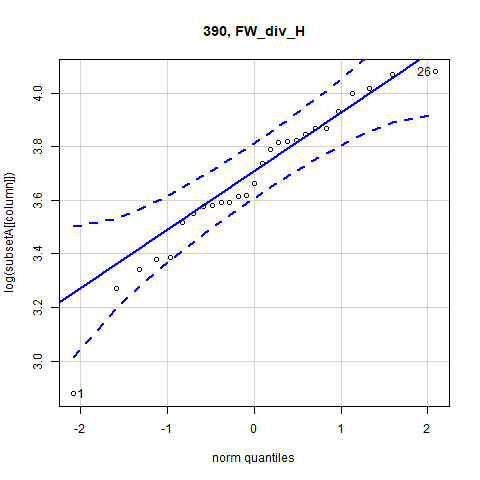 390, FW_div_H
log(subsetA[[column]])
4.0
3.8
3.6
3.4
3.2
3.0
26
1
-2 -1 0 1 2
norm quantiles